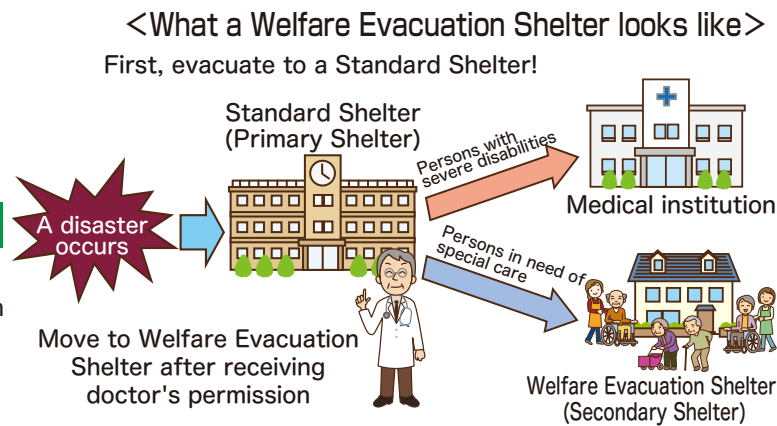 <What a Welfare Evacuation Shelter looks like>
First, evacuate to a Standard Shelter!
Standard Shelter
(Primary Shelter)
Persons with
severe disabilities
Medical institution
A disaster
occurs
Persons in need of
special care
Move to Welfare Evacuation
Shelter after receiving
doctor's permission
Welfare Evacuation Shelter
(Secondary Shelter)